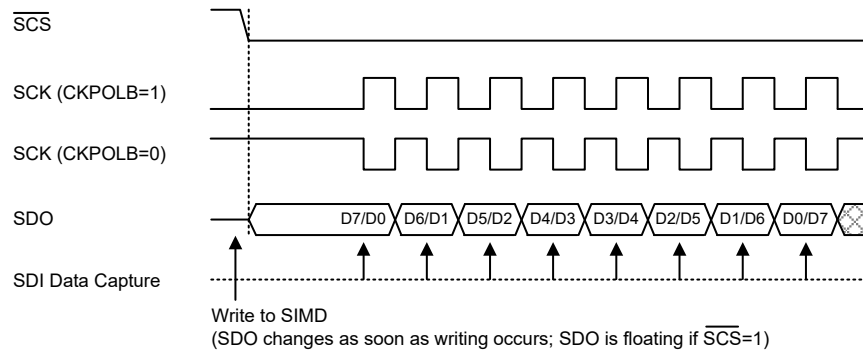 SCS
SCK (CKPOLB=1)
SCK (CKPOLB=0)
SDO D7/D0 D6/D1 D5/D2 D4/D3 D3/D4 D2/D5 D1/D6 D0/D7
SDI Data Capture
Write to SIMD
(SDO changes as soon as writing occurs; SDO is floating if SCS=1)